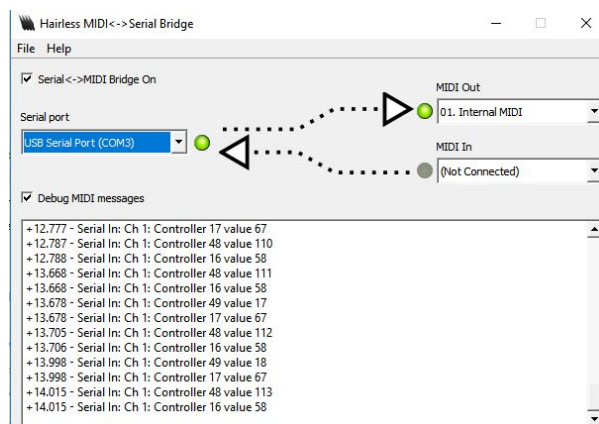 Hairless MIDI<->Serial Bridge
File Help
Serial<->MIDI Bridge On
MIDI Out
01. Internal MIDI
Serial port
USB Serial Port (COM3)
MIDI In
(Not Connected)
Debug MIDI messages
+12.777 - Serial In: Ch 1: Controller 17 value 67
+12.787 - Serial In: Ch 1: Controller 48 value 110
+12.788 - Serial In: Ch 1: Controller 16 value 58
+13.668 - Serial In: Ch 1: Controller 48 value 111
+13.668 - Serial In: Ch 1: Controller 16 value 58
+13.678 - Serial In: Ch 1: Controller 49 value 17
+13.678 - Serial In: Ch 1: Controller 17 value 67
+13.705 - Serial In: Ch 1: Controller 48 value 112
+13.706 - Serial In: Ch 1: Controller 16 value 58
+13.998 - Serial In: Ch 1: Controller 49 value 18
+13.998 - Serial In: Ch 1: Controller 17 value 67
+14.015 - Serial In: Ch 1: Controller 48 value 113
+14.015 - Serial In: Ch 1: Controller 16 value 58